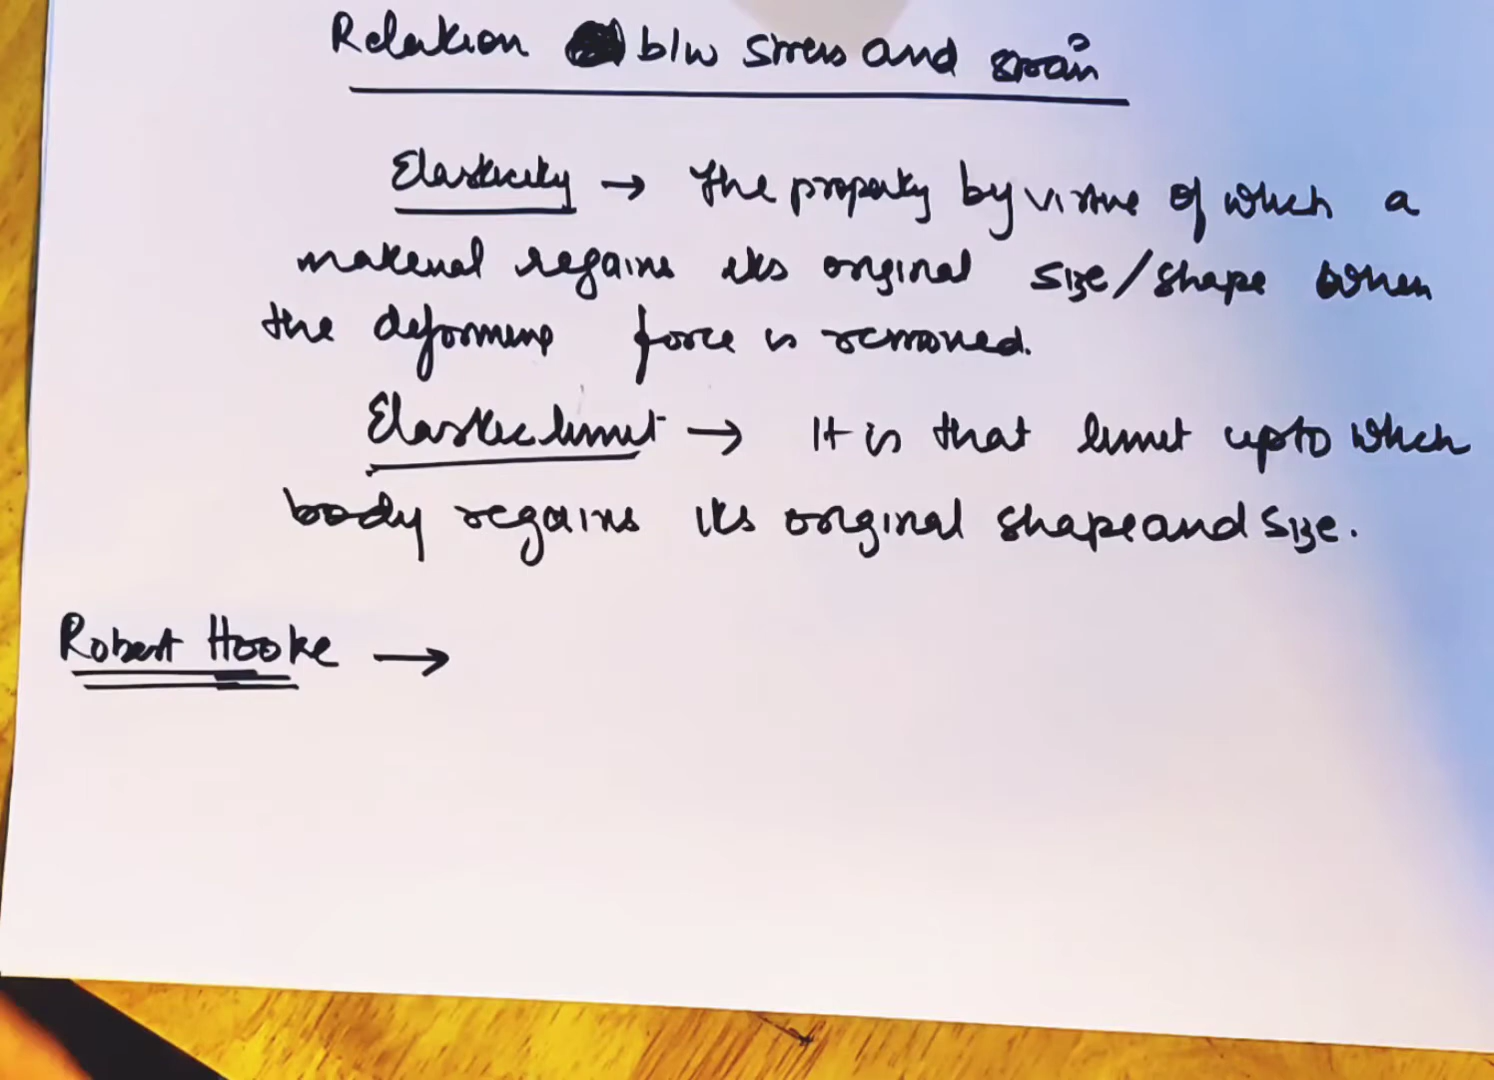 Relation b/w stress and strain
Elasticity → The property by virtue of which a
material regains its original size/shape when
the deforming force is removed.
Elastic limit → It is that limit upto which
body regains its original shape and size.
Robert Hooke →